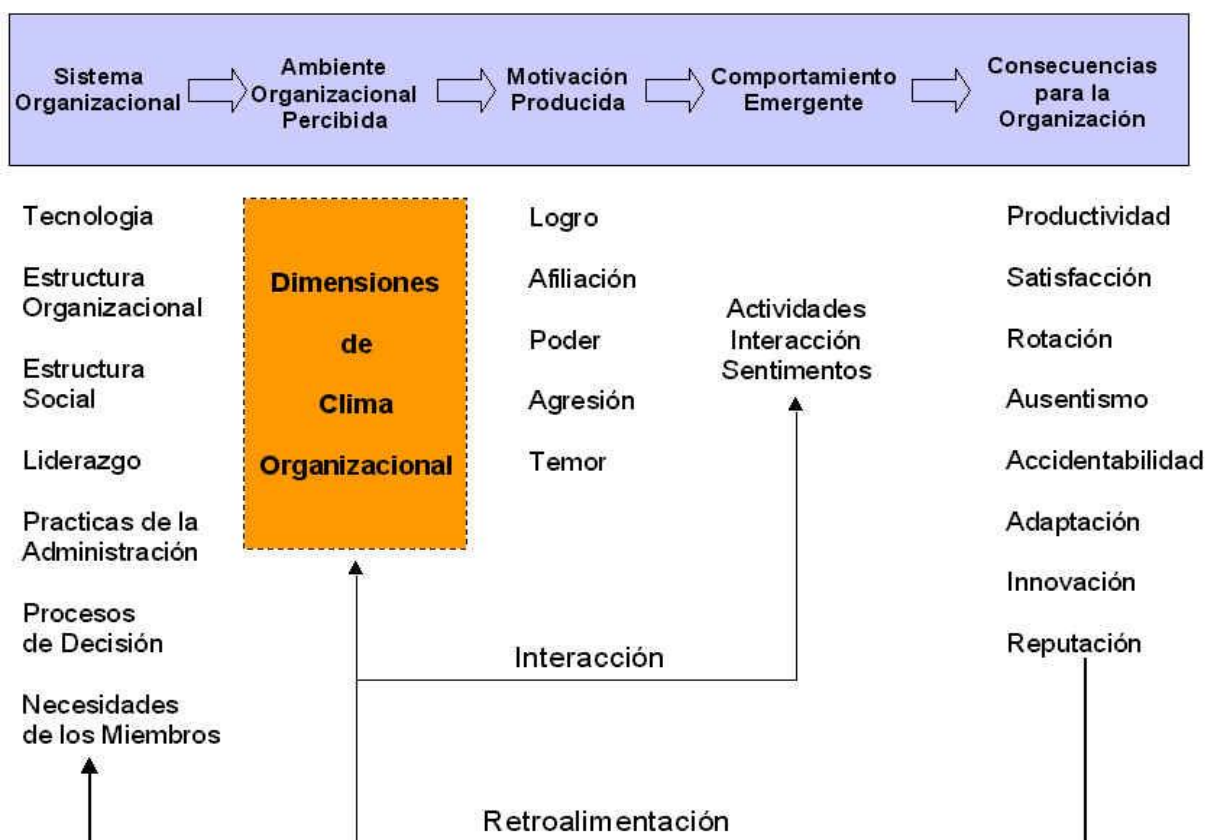 Sistema
Organizacional
Ambiente
Organizacional
Percibida
Motivación
Producida
Comportamiento
Emergente
Consecuencias
para la
Organización
Tecnologia
Estructura
Organizacional
Estructura
Social
Liderazgo
Practicas de la
Administración
Procesos
de Decisión
Necesidades
de los Miembros
Dimensiones
de
Clima
Organizacional
Logro
Afiliación
Poder
Agresión
Temor
Actividades
Interacción
Sentimentos
Productividad
Satisfacción
Rotación
Ausentismo
Accidentabilidad
Adaptación
Innovación
Reputación
Interacción
Retroalimentación